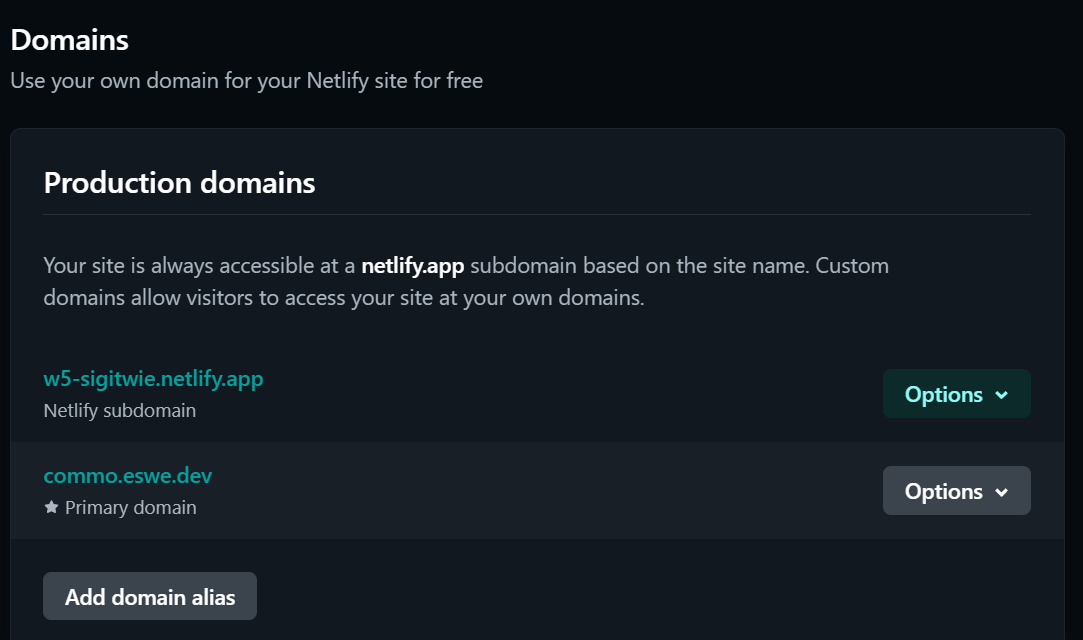 Domains
Use your own domain for your Netlify site for free
Production domains
Your site is always accessible at a netlify.app subdomain based on the site name. Custom
domains allow visitors to access your site at your own domains.
w5-sigitwie.netlify.app
Netlify subdomain
Options
commo.eswe.dev
Primary domain
Options
Add domain alias